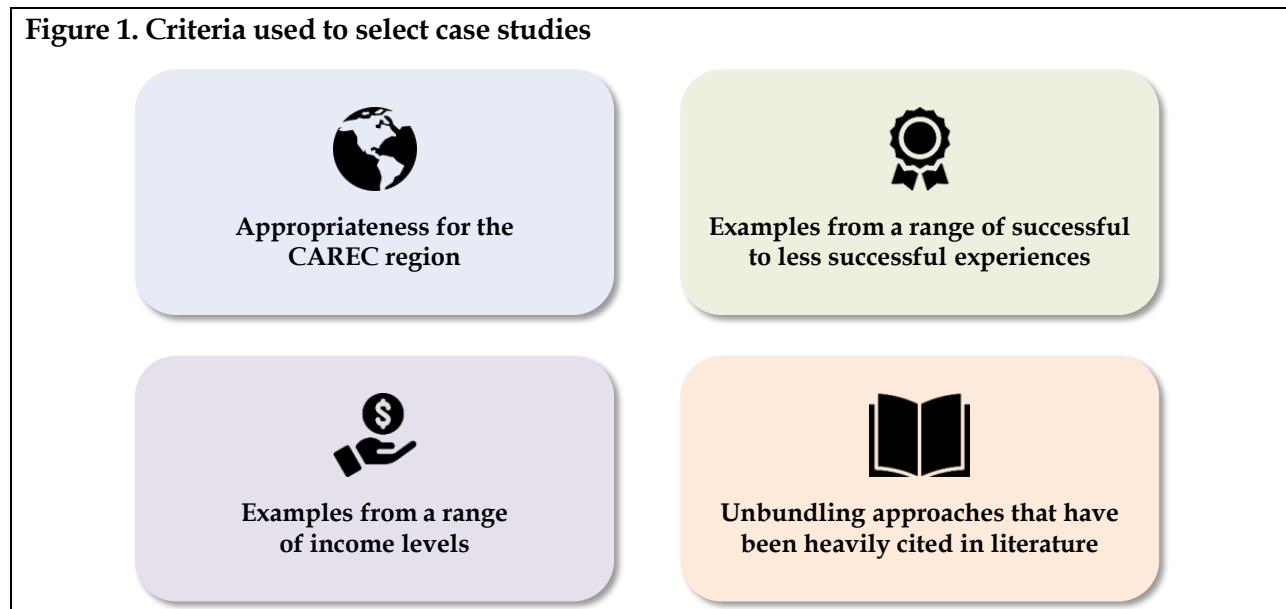 Figure 1. Criteria used to select case studies
Appropriateness for the
CAREC region
Examples from a range of successful
to less successful experiences
$
Examples from a range
of income levels
Unbundling approaches that have
been heavily cited in literature